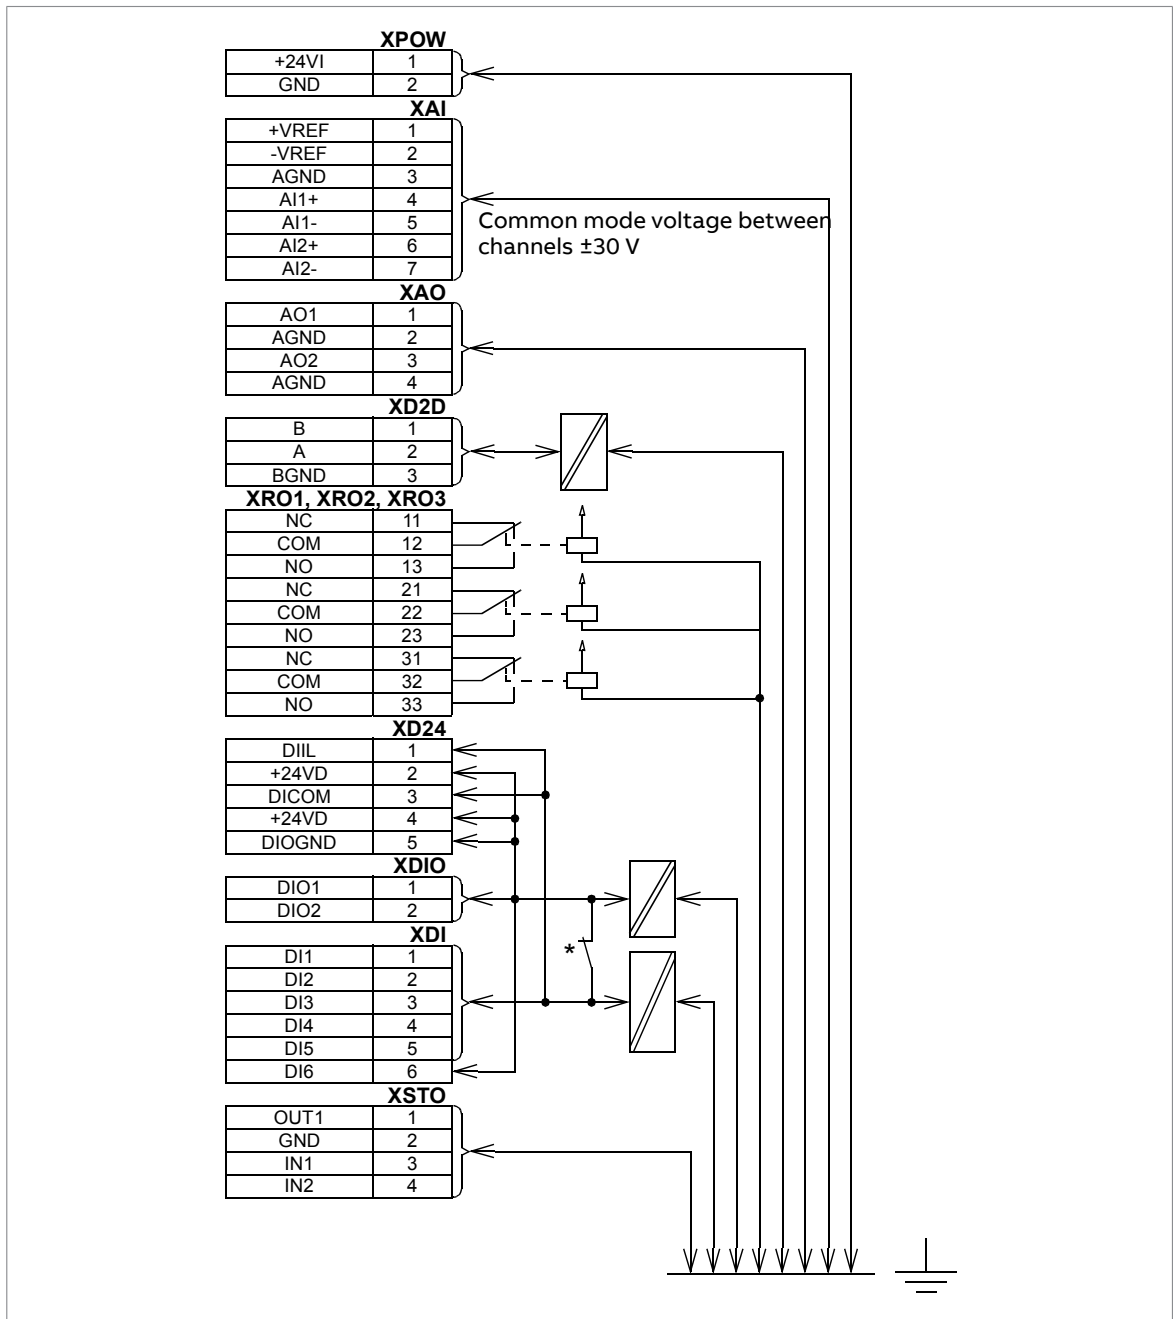 XPOW
+24VI 1
GND 2
XAI
+VREF 1
-VREF 2
AGND 3
AI1+ 4
AI1- 5
AI2+ 6
AI2- 7
Common mode voltage between
channels ±30 V
XAO
AO1 1
AGND 2
AO2 3
AGND 4
XD2D
B 1
A 2
BGND 3
XRO1, XRO2, XRO3
NC 11
COM 12
NO 13
NC 21
COM 22
NO 23
NC 31
COM 32
NO 33
XD24
DIIL 1
+24VD 2
DICOM 3
+24VD 4
DIOGND 5
XDIO
DIO1 1
DIO2 2
XDI
*
DI1 1
DI2 2
DI3 3
DI4 4
DI5 5
DI6 6
XSTO
OUT1 1
GND 2
IN1 3
IN2 4